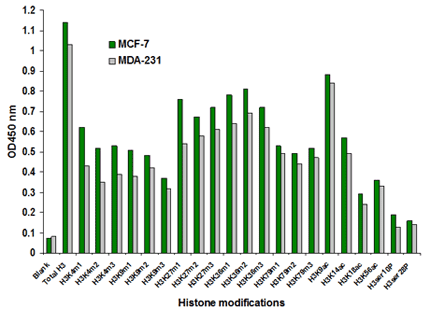 1.2
1.1
1
0.9
0.8
0.7
0.6
0.5
0.4
0.3
0.2
0.1
0
OD450 nm
MCF-7
MDA-231
Blank
Total H3
H3K4m1
H3K4m2
H3K4m3
H3K9m1
H3K9m2
H3K9m3
H3K27m1
H3K27m2
H3K27m3
H3K36m1
H3K36m2
H3K36m3
H3K79m1
H3K79m2
H3K79m3
H3K9ac
H3K14ac
H3K18ac
H3K56ac
H3ser10P
H3ser28P
Histone modifications